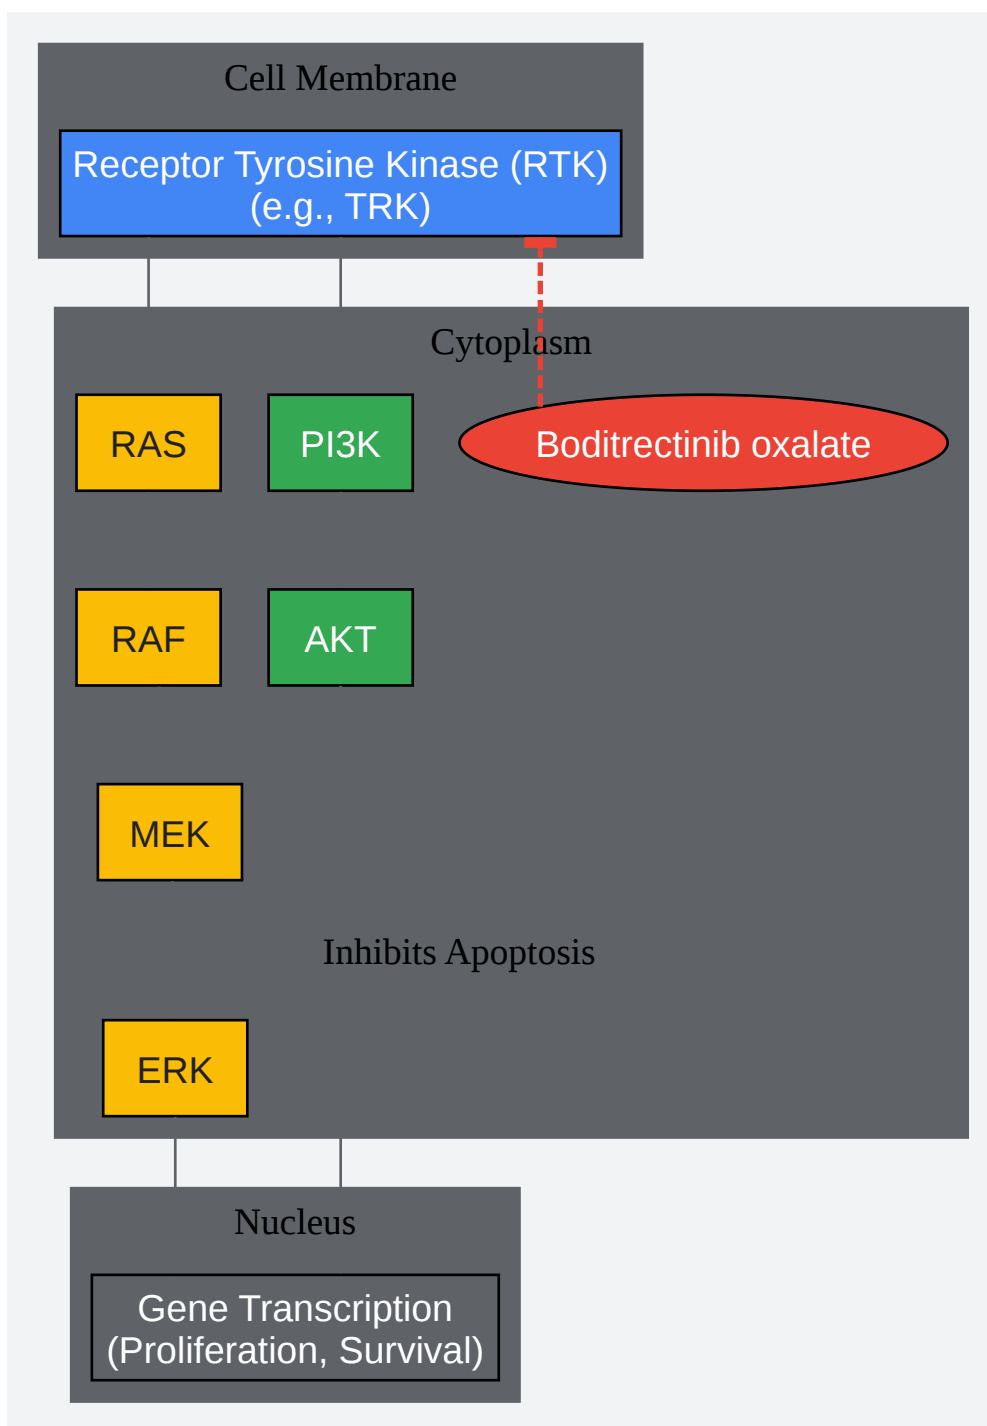 Cell Membrane
Receptor Tyrosine Kinase (RTK)
(e.g., TRK)
Cytoplasm
RAS
PI3K
Boditrectinib oxalate
RAF
AKT
MEK
Inhibits Apoptosis
ERK
Nucleus
Gene Transcription
(Proliferation, Survival)